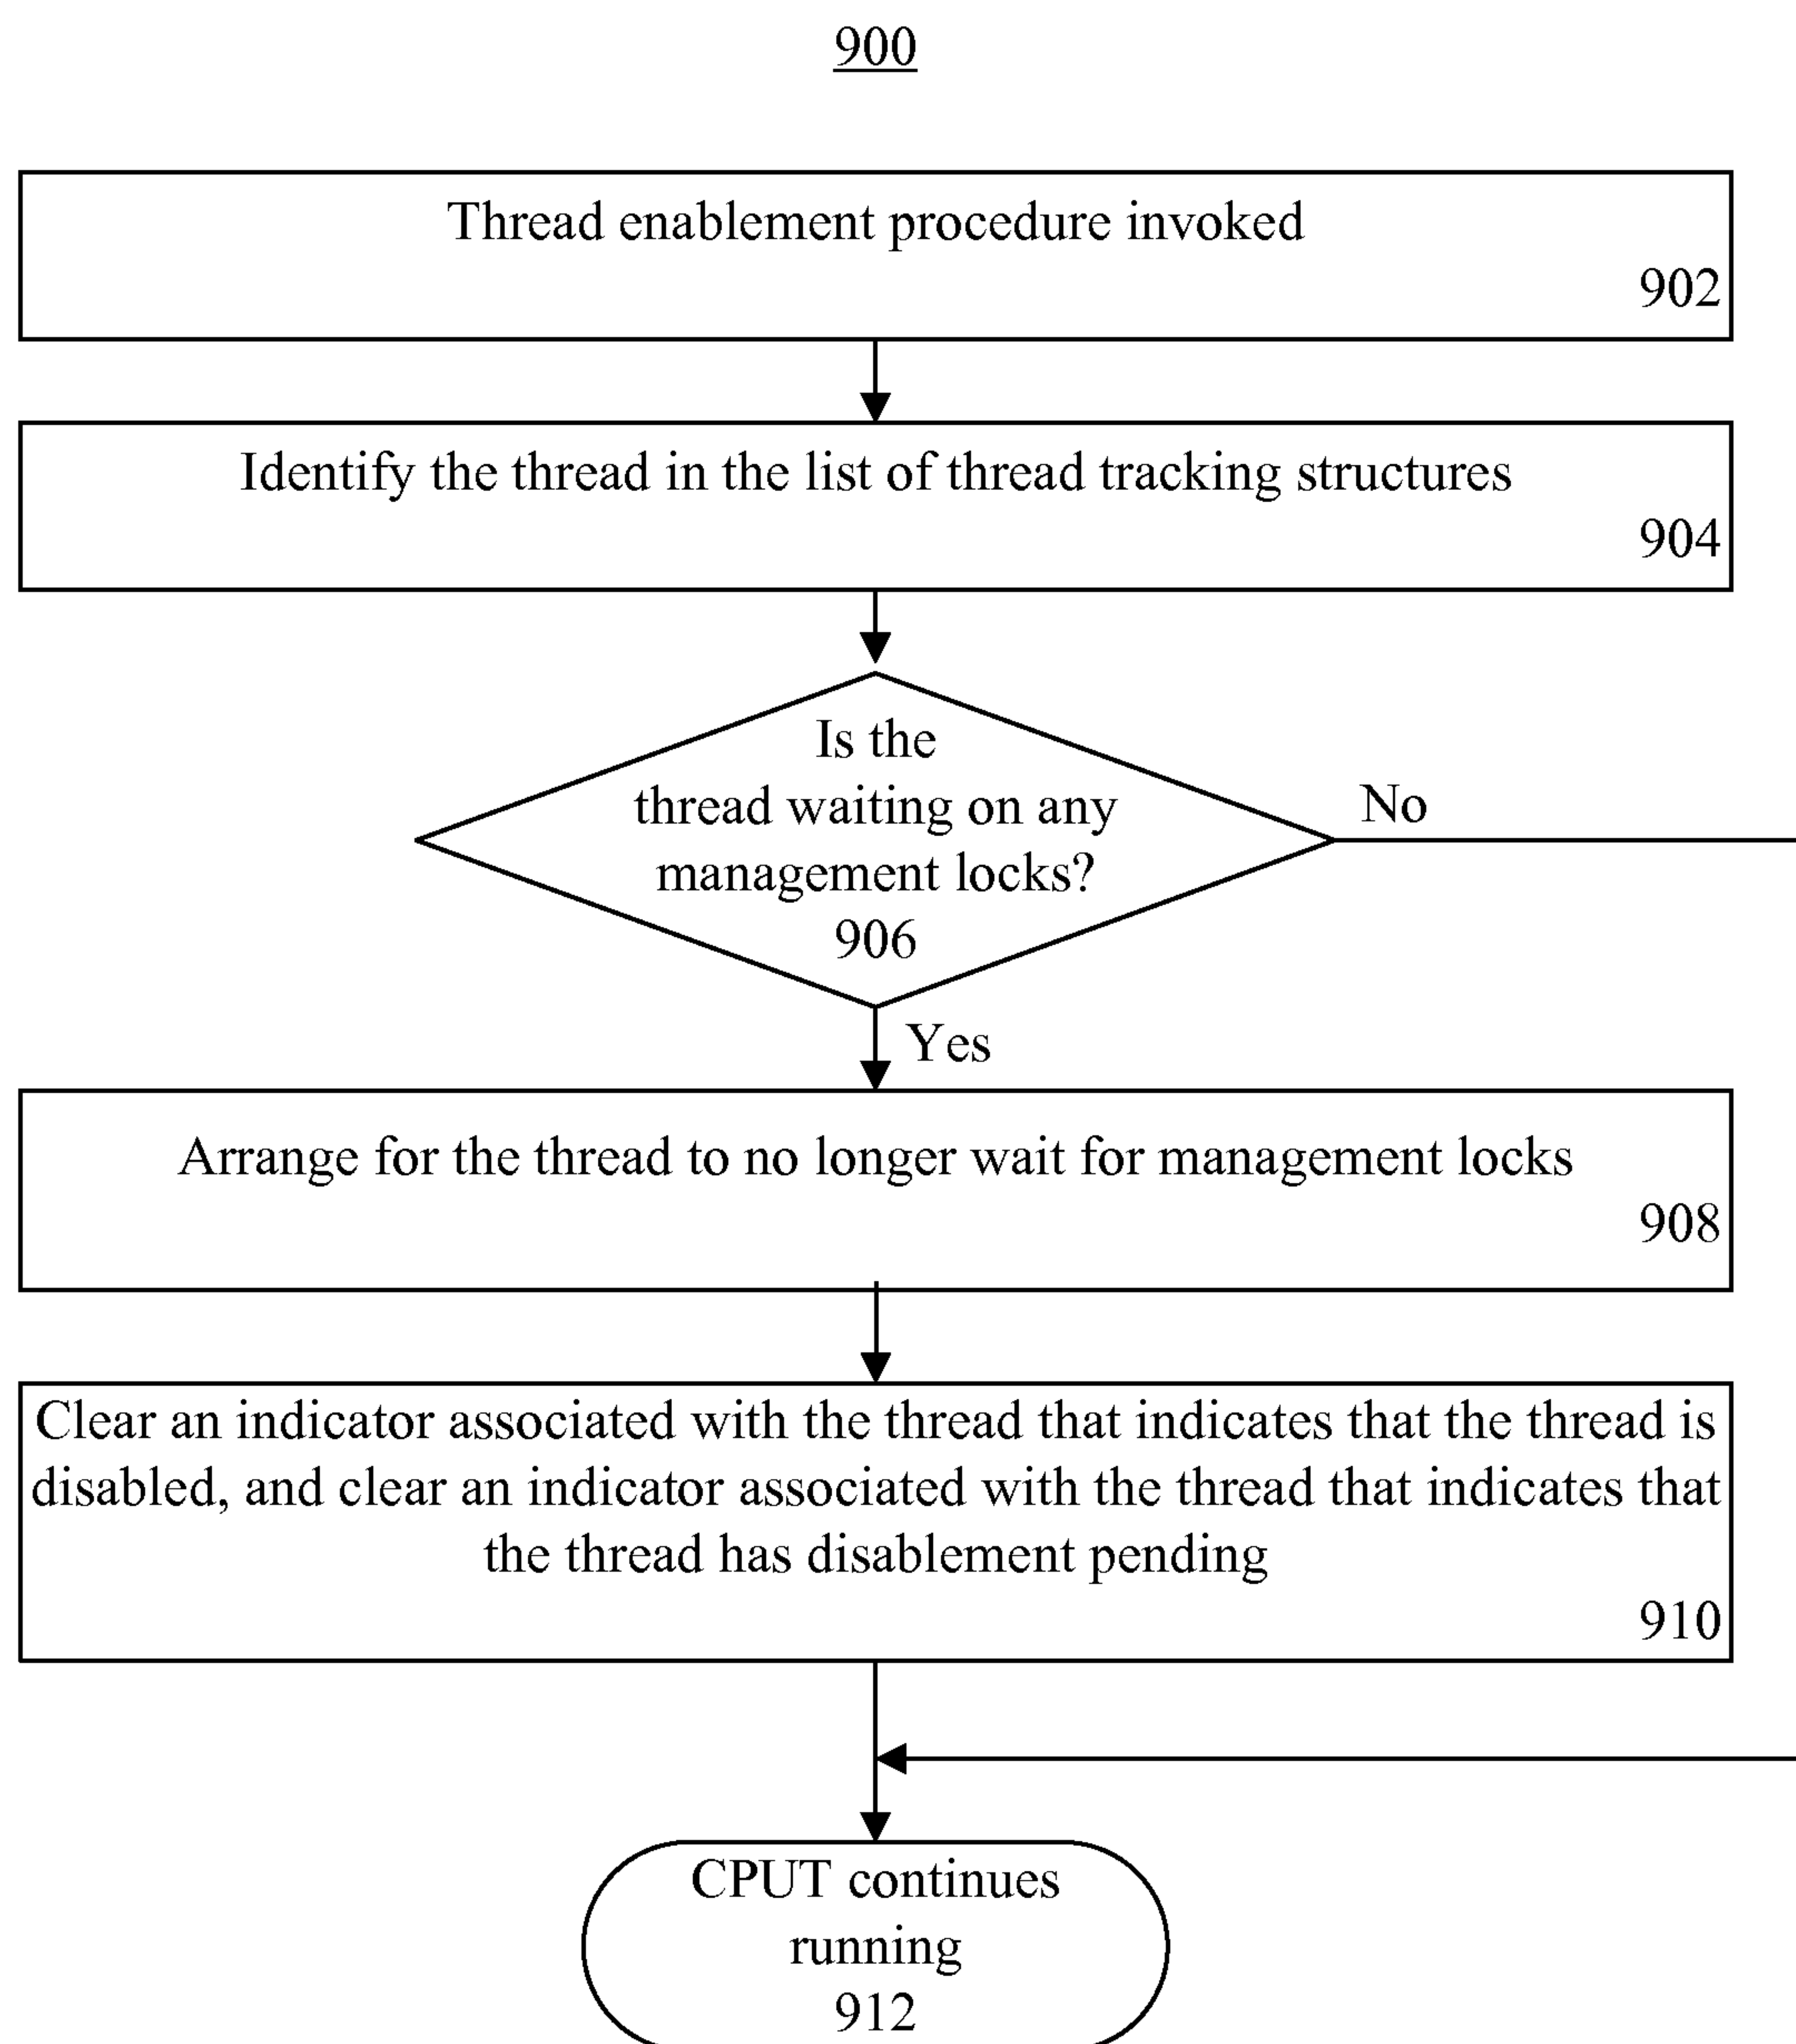 900
Thread enablement procedure invoked
902
Identify the thread in the list of thread tracking structures
904
Is the
thread waiting on any
management locks?
906
No
Yes
Arrange for the thread to no longer wait for management locks
908
Clear an indicator associated with the thread that indicates that the thread is
disabled, and clear an indicator associated with the thread that indicates that
the thread has disablement pending
910
CPUT continues
running
912